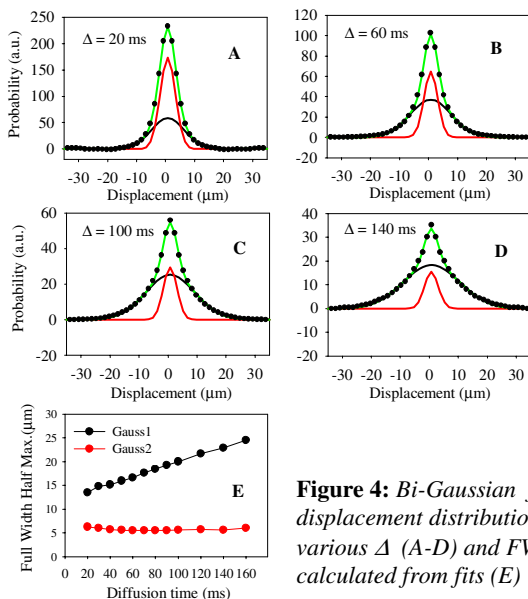 250
200
150
100
50
0
Probability (a.u.)
Δ = 20 ms
A
-30 -20 -10 0 10 20 30
Displacement (μm)
120
100
80
60
40
20
0
-20
Probability (a.u.)
Δ = 60 ms
B
-30 -20 -10 0 10 20 30
Displacement (μm)
60
40
20
0
-20
Probability (a.u.)
Δ = 100 ms
C
-30 -20 -10 0 10 20 30
Displacement (μm)
40
30
20
10
0
-10
-20
Probability (a.u.)
Δ = 140 ms
D
-30 -20 -10 0 10 20 30
Displacement (μm)
30
25
20
15
10
5
0
Full Width Half Max.(μm)
Gauss1
Gauss2
E
0 20 40 60 80 100 120 140 160
Diffusion time (ms)
Figure 4: Bi-Gaussian
displacement distributio
various Δ (A-D) and FV
calculated from fits (E)